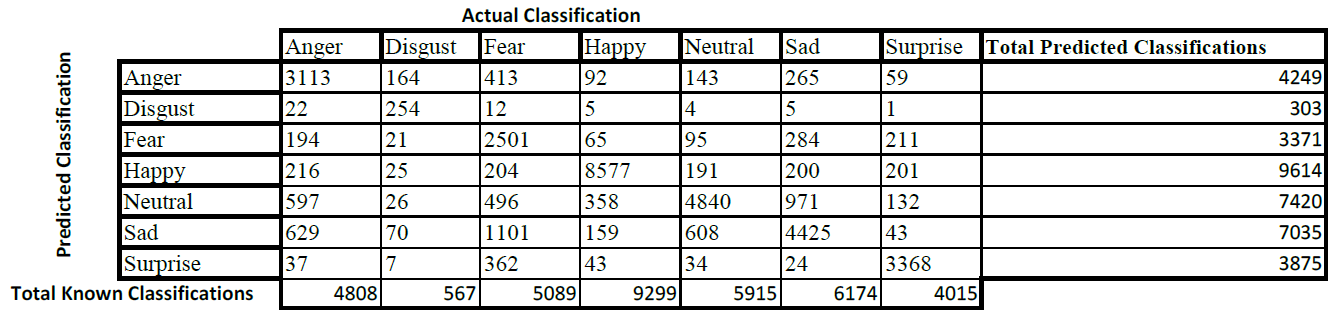 Actual Classification
Anger Disgust Fear Happy Neutral Sad Surprise Total Predicted Classifications
Predicted Classification
Anger 3113 164 413 92 143 265 59 4249
Disgust 22 254 12 5 4 5 1 303
Fear 194 21 2501 65 95 284 211 3371
Happy 216 25 204 8577 191 200 201 9614
Neutral 597 26 496 358 4840 971 132 7420
Sad 629 70 1101 159 608 4425 43 7035
Surprise 37 7 362 43 34 24 3368 3875
Total Known Classifications 4808 567 5089 9299 5915 6174 4015